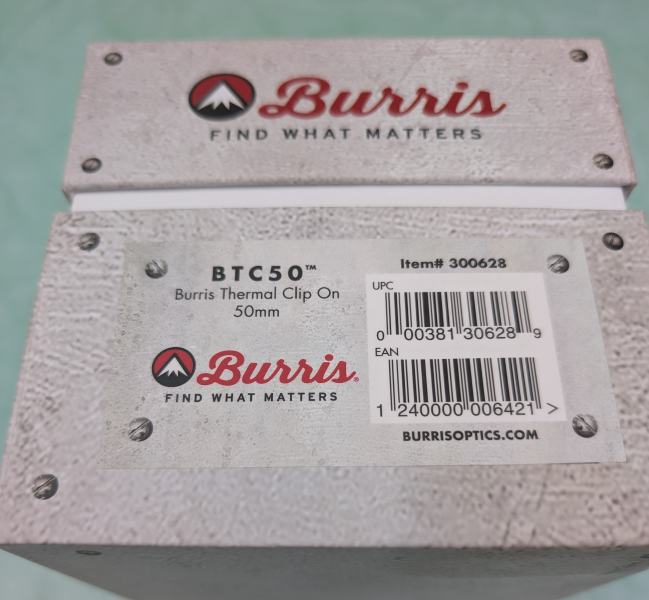 Burris
FIND WHAT MATTERS
BTC50™
Burris Thermal Clip On
50mm
Burris®
FIND WHAT MATTERS
Item# 300628
UPC
0 00381 30628 9
EAN
1 240000 006421 >
BURRISOPTICS.COM